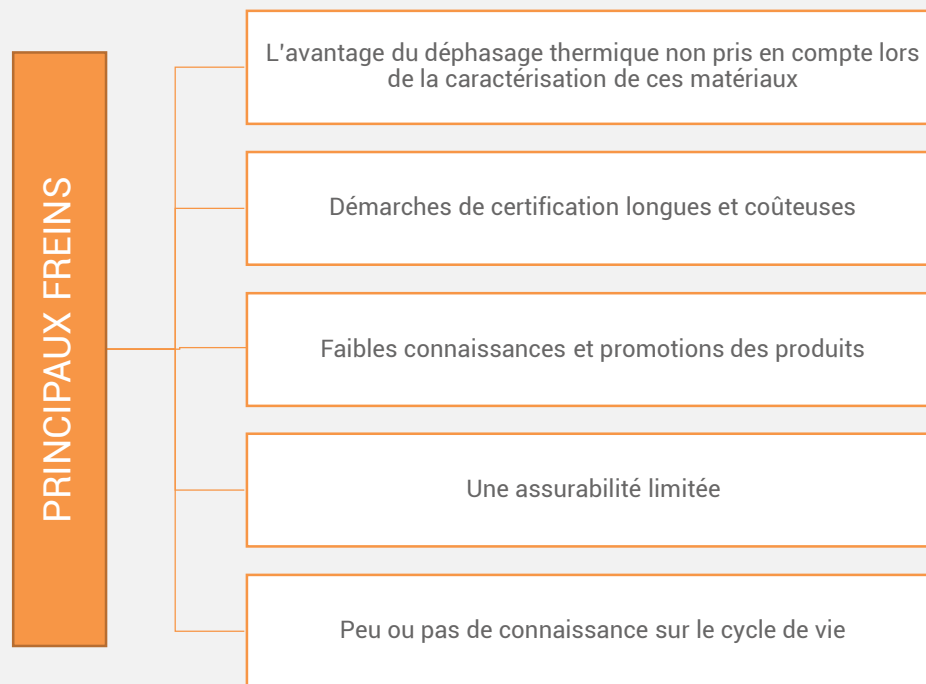 PRINCIPAUX FREINS
L'avantage du déphasage thermique non pris en compte lors
de la caractérisation de ces matériaux
Démarches de certification longues et coûteuses
Faibles connaissances et promotions des produits
Une assurabilité limitée
Peu ou pas de connaissance sur le cycle de vie